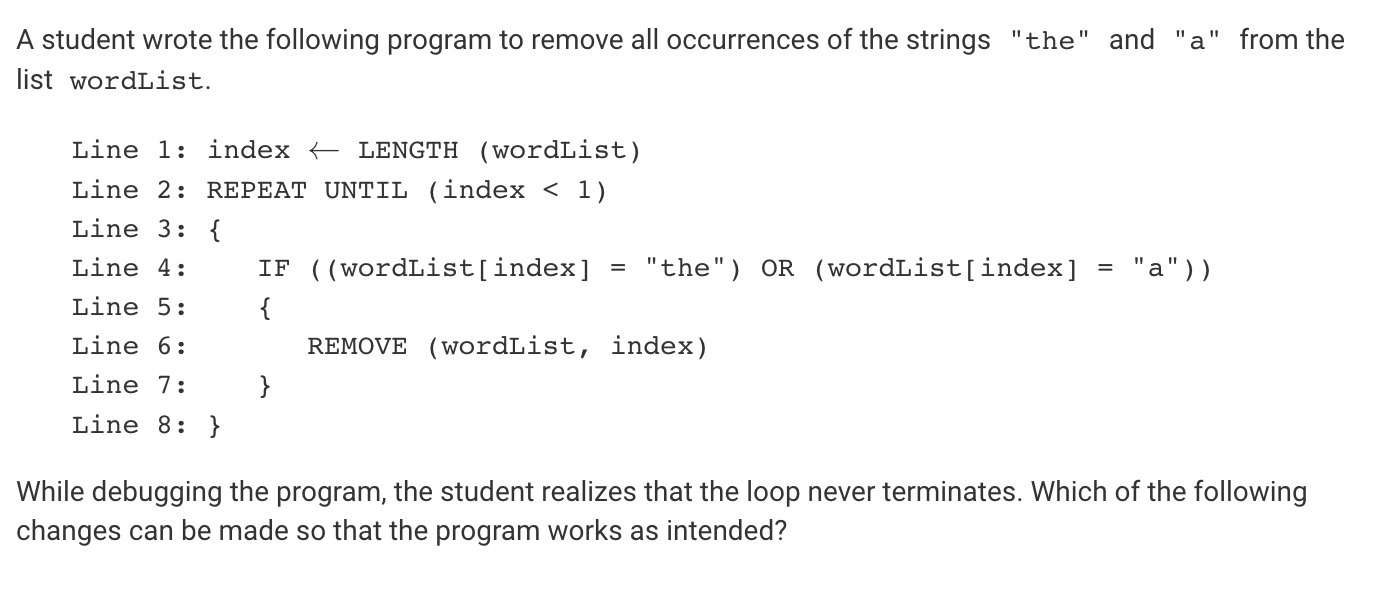 A student wrote the following program to remove all occurrences of the strings "the" and "a" from the
list wordList.
Line 1: index ← LENGTH (wordList)
Line 2: REPEAT UNTIL (index < 1)
Line 3: {
Line 4: IF ((wordList[index] = "the") OR (wordList[index] = "a"))
Line 5: {
Line 6: REMOVE (wordList, index)
Line 7: }
Line 8: }
While debugging the program, the student realizes that the loop never terminates. Which of the following
changes can be made so that the program works as intended?